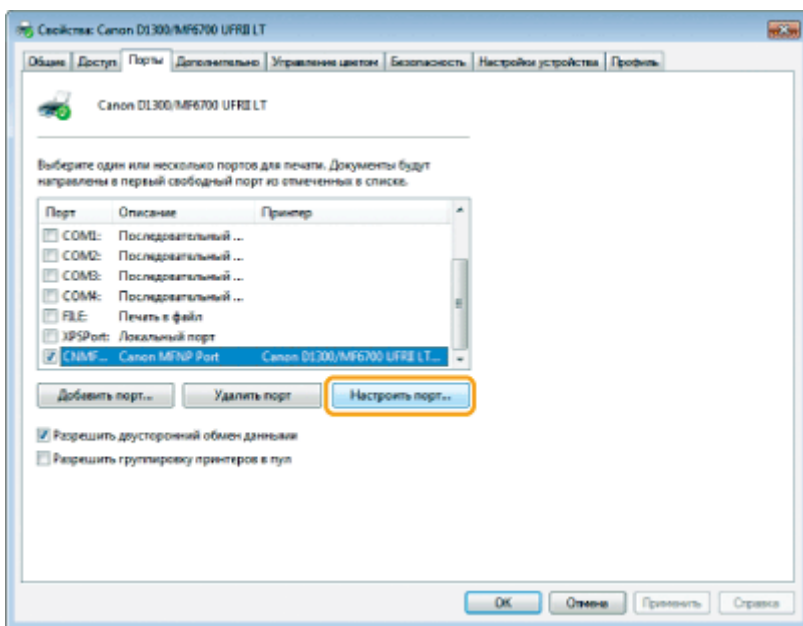 Свойства: Canon D1300/MF6700 UFRII LT
Общие Доступ Порты Дополнительно Управление цветом Безопасность Настройки устройства Профиль
Canon D1300/MF6700 UFRII LT
Выберите один или несколько портов для печати. Документы будут
направлены в первый свободный порт из отмеченных в списке.
Порт Описание Принтер
COM1: Последовательный ...
COM2: Последовательный ...
COM3: Последовательный ...
COM4: Последовательный ...
FILE: Печать в файл
XPSPort: Локальный порт
CNMF... Canon MFNP Port Canon D1300/MF6700 UFRII LT...
Добавить порт... Удалить порт Настроить порт...
Разрешить двусторонний обмен данными
Разрешить группировку принтеров в пул
OK Отмена Применить Справка